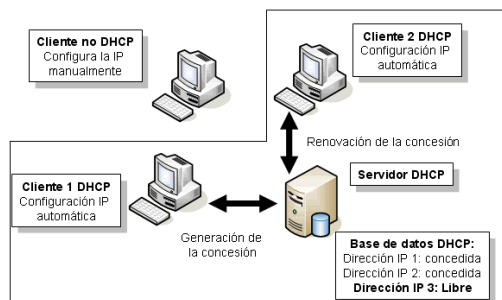 Cliente no DHCP
Configura la IP
manualmente
Cliente 2 DHCP
Configuración IP
automática
Renovación de la concesión
Cliente 1 DHCP
Configuración IP
automática
Servidor DHCP
Generación de
la concesión
Base de datos DHCP:
Dirección IP 1: concedida
Dirección IP 2: concedida
Dirección IP 3: Libre